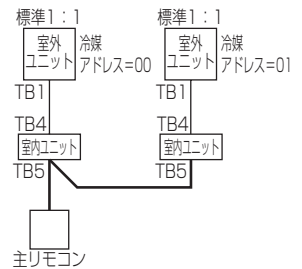 標準1：1
標準1：1
室外
ユニット
冷媒
アドレス=00
室外
ユニット
冷媒
アドレス=01
TB1
TB1
TB4
TB4
室内ユニット
室内ユニット
TB5
TB5
主リモコン